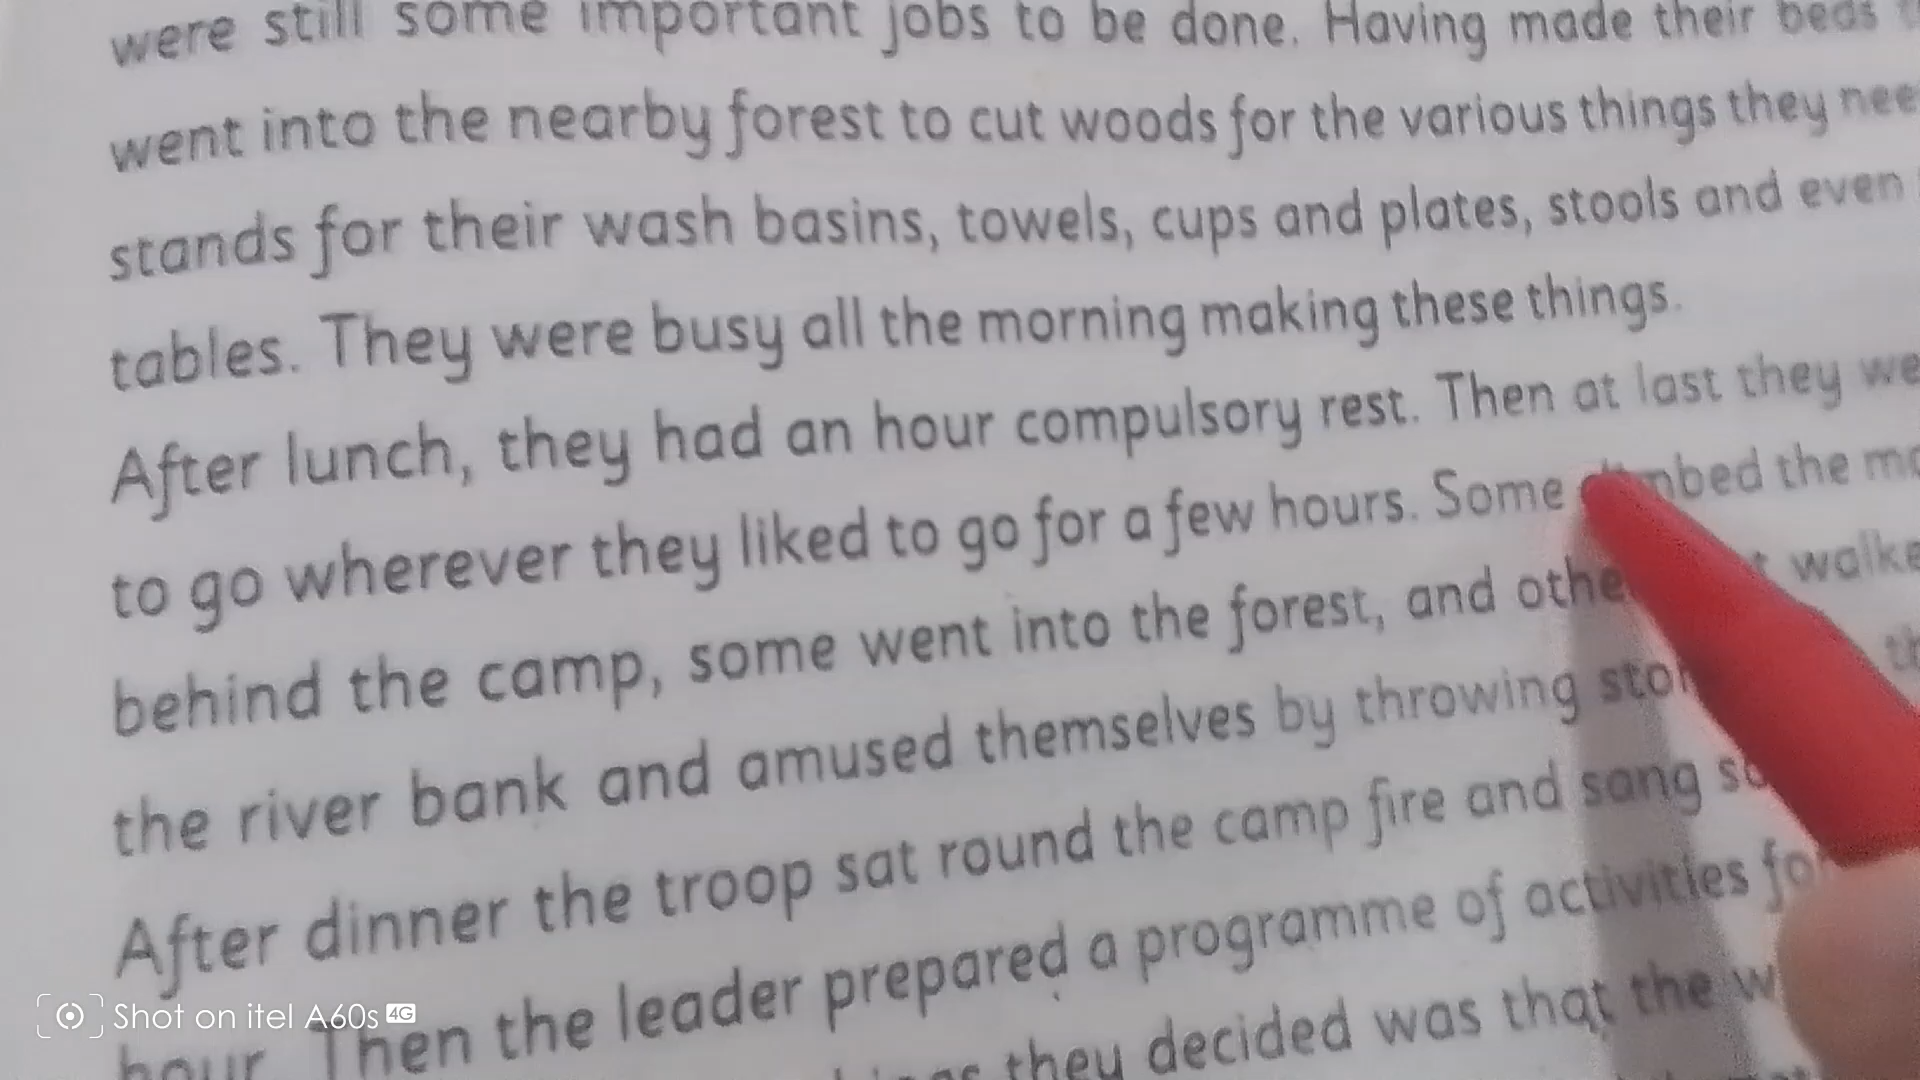 were still some important jobs to be done. Having made their beds
went into the nearby forest to cut woods for the various things they
stands for their wash basins, towels, cups and plates, stools and even
tables. They were busy all the morning making these things.
After lunch, they had an hour compulsory rest. Then at last they
to go wherever they liked to go for a few hours. Some the
behind the camp, some went into the forest, and
the river bank and amused themselves by throwing
After dinner the troop sat round the camp fire and sang
hour. Then the leader prepared a programme of activities
they decided was that the
Shot on itel A60s 4G